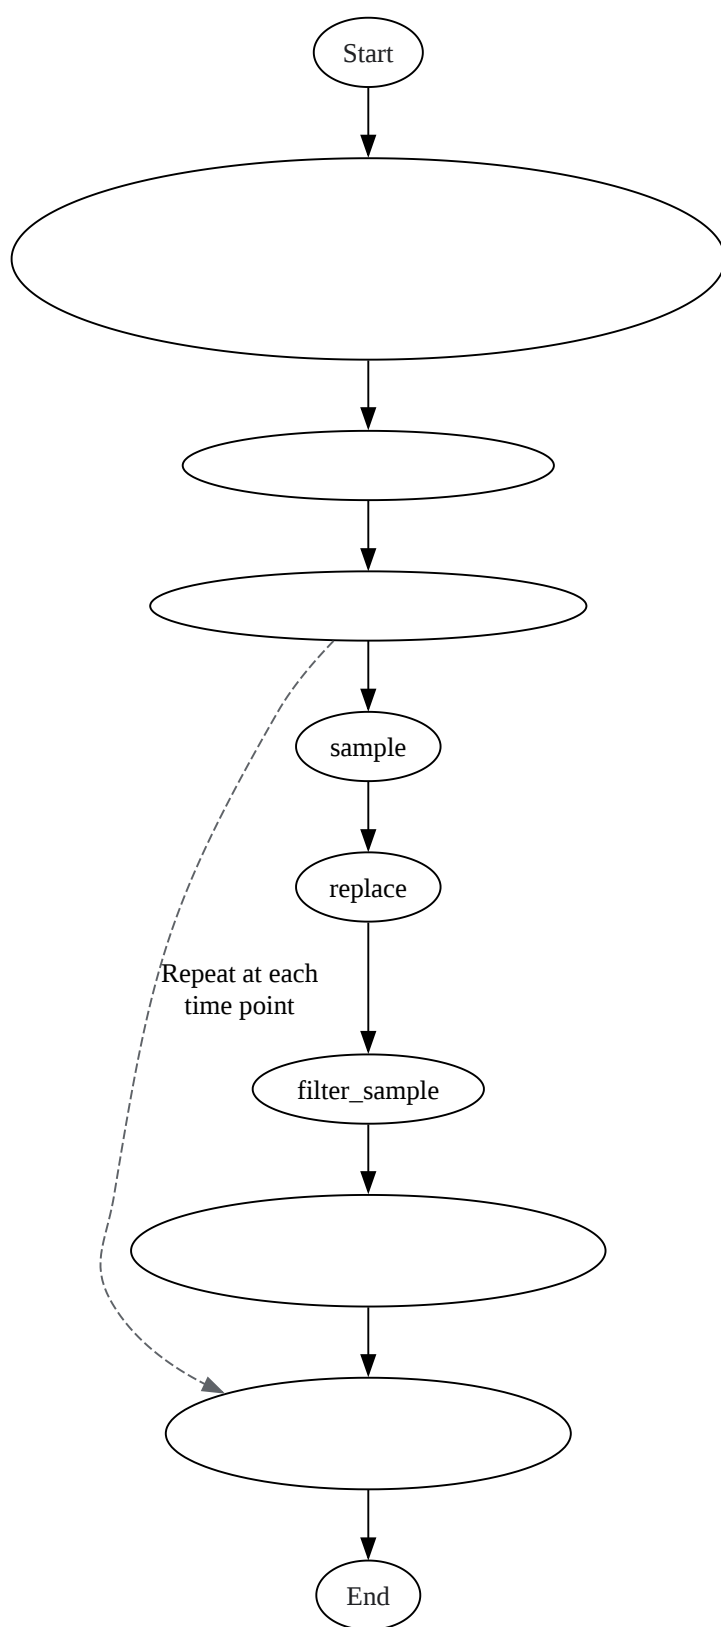 Start
sample
replace
Repeat at each
time point
filter_sample
End